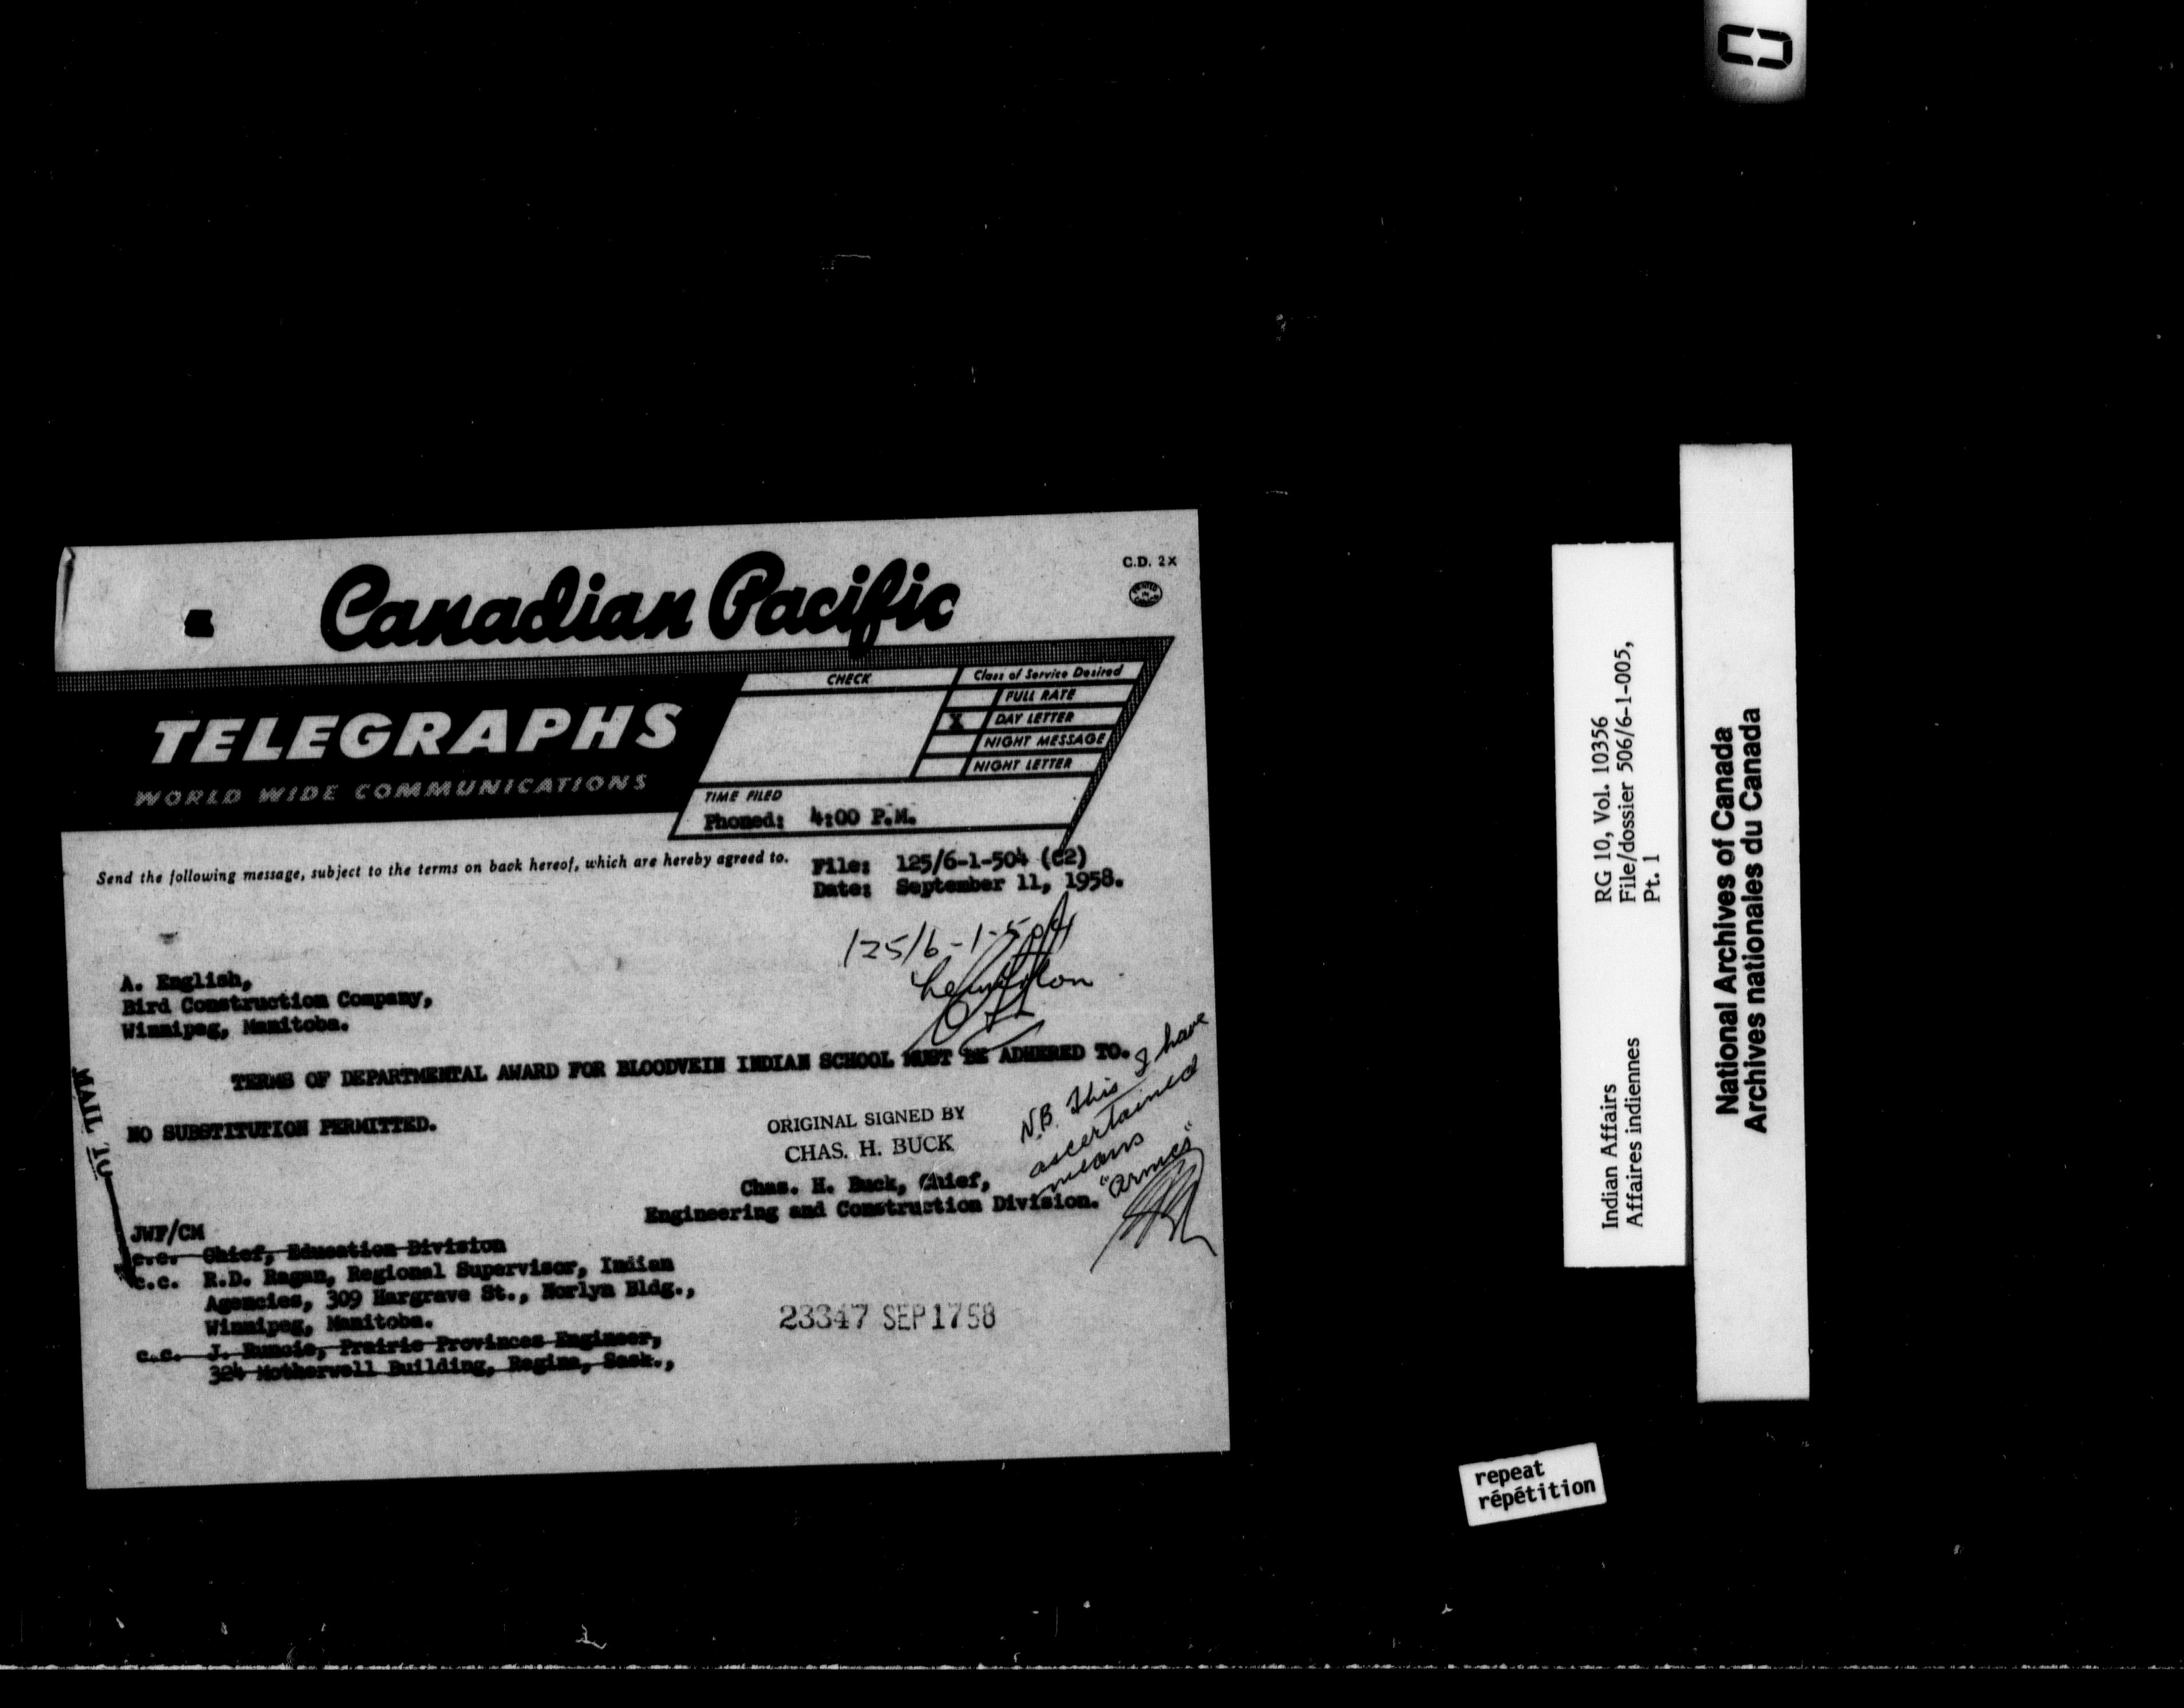 Canadian Pacific
C.D. 2X
TELEGRAPHS
WORLD WIDE COMMUNICATIONS
CHECK
Class of Service Desired
FULL RATE
X DAY LETTER
NIGHT MESSAGE
NIGHT LETTER
TIME FILED
Phoned: 4:00 P.M.
Send the following message, subject to the terms on back hereof, which are hereby agreed to.
File: 125/6-1-504 (C2)
Date: September 11, 1958.
125/6-1-504
A. English,
Bird Construction Company,
Winnipeg, Manitoba.
TERMS OF DEPARTMENTAL AWARD FOR BLOODVEIN INDIAN SCHOOL MUST BE ADHERED TO.
NO SUBSTITUTION PERMITTED.
N.B. This I have
ascertained
means
"Armco"
ORIGINAL SIGNED BY
CHAS. H. BUCK
Chas. H. Buck, Chief,
Engineering and Construction Division.
MAIL TO
JWF/CM
c.c. Chief, Education Division
c.c. R.D. Ragan, Regional Supervisor, Indian
Agencies, 309 Hargrave St., Norlyn Bldg.,
Winnipeg, Manitoba.
c.c. J. Runcie, Prairie Provinces Engineer,
324 Motherwell Building, Regina, Sask.,
23347 SEP 17 58
Indian Affairs
Affaires indiennes
RG 10, Vol. 10356
File/dossier 506/6-1-005,
Pt. 1
National Archives of Canada
Archives nationales du Canada
repeat
répétition